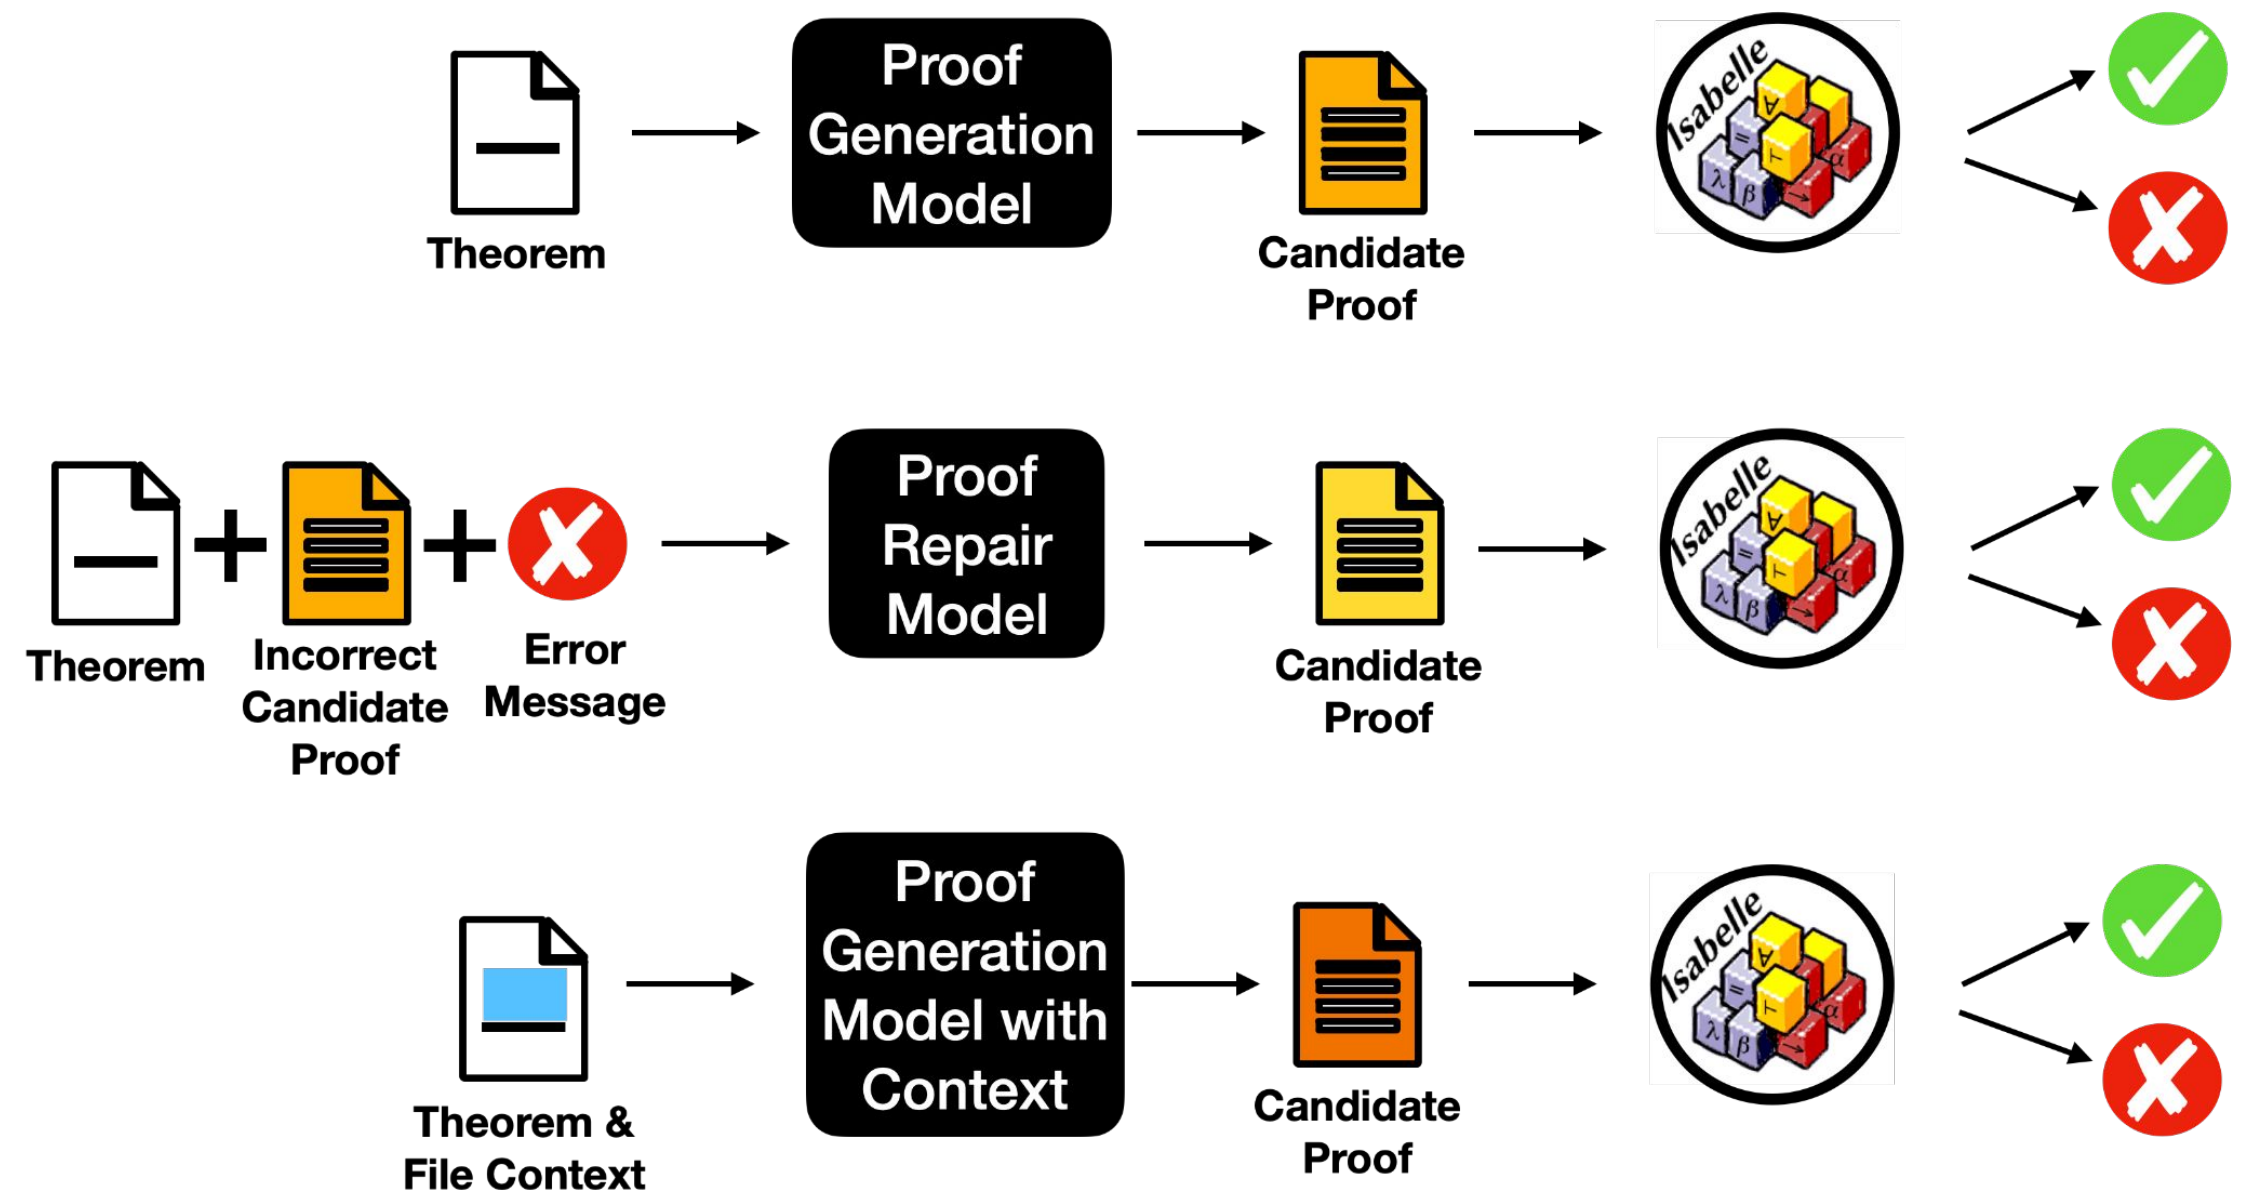 Proof
Generation
Model
Isabelle
∀
=
⊢
α
λ
β
→
Theorem
Candidate
Proof
Proof
Repair
Model
Isabelle
∀
=
⊢
α
λ
β
→
Theorem
Incorrect
Candidate
Proof
Error
Message
Candidate
Proof
Proof
Generation
Model with
Context
Isabelle
∀
=
⊢
α
λ
β
→
Theorem &
File Context
Candidate
Proof